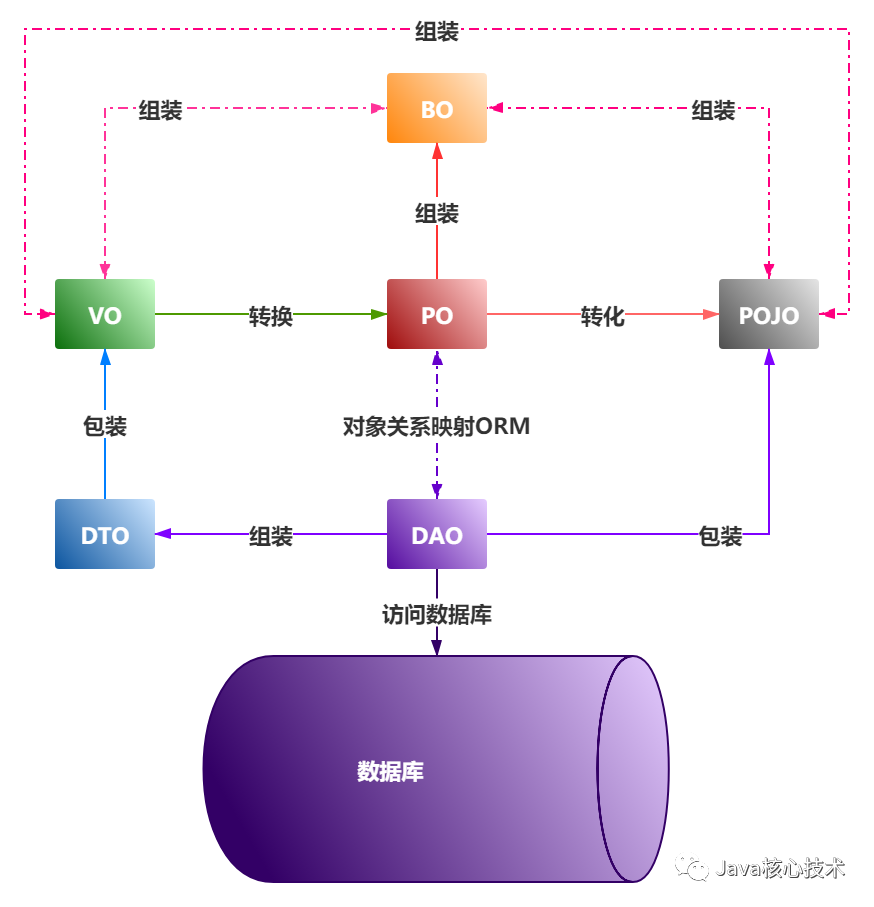 组装
组装
BO
组装
组装
VO
转换
PO
转化
POJO
包装
对象关系映射ORM
DTO
组装
DAO
包装
访问数据库
数据库
Java核心技术